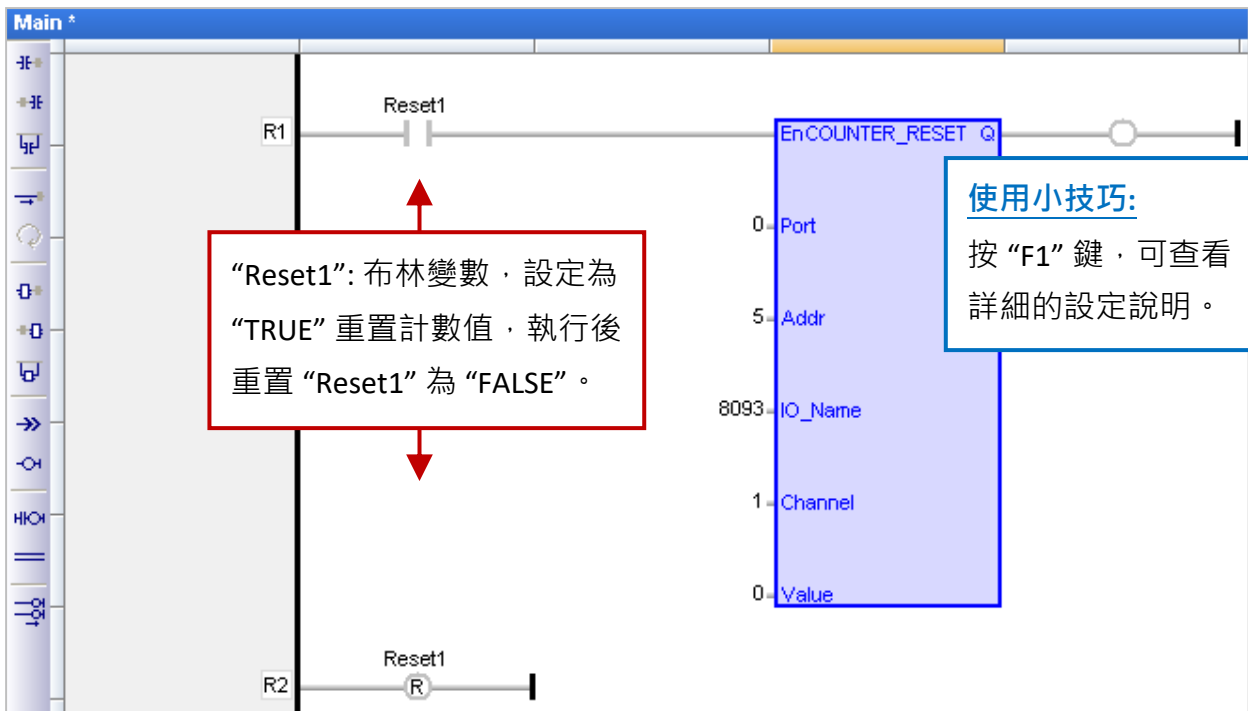 Main *
Reset1
R1
EnCOUNTER_RESET Q
0 Port
5 Addr
8093 IO_Name
1 Channel
0 Value
“Reset1”: 布林變數，設定為
“TRUE” 重置計數值，執行後
重置 “Reset1” 為 “FALSE”。
使用小技巧:
按 “F1” 鍵，可查看
詳細的設定說明。
Reset1
R2
R